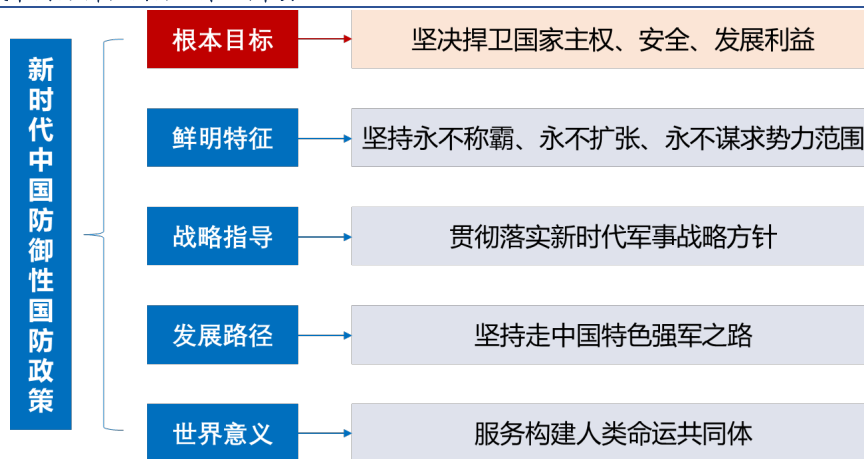 新时代中国防御性国防政策
根本目标
坚决捍卫国家主权、安全、发展利益
鲜明特征
坚持永不称霸、永不扩张、永不谋求势力范围
战略指导
贯彻落实新时代军事战略方针
发展路径
坚持走中国特色强军之路
世界意义
服务构建人类命运共同体